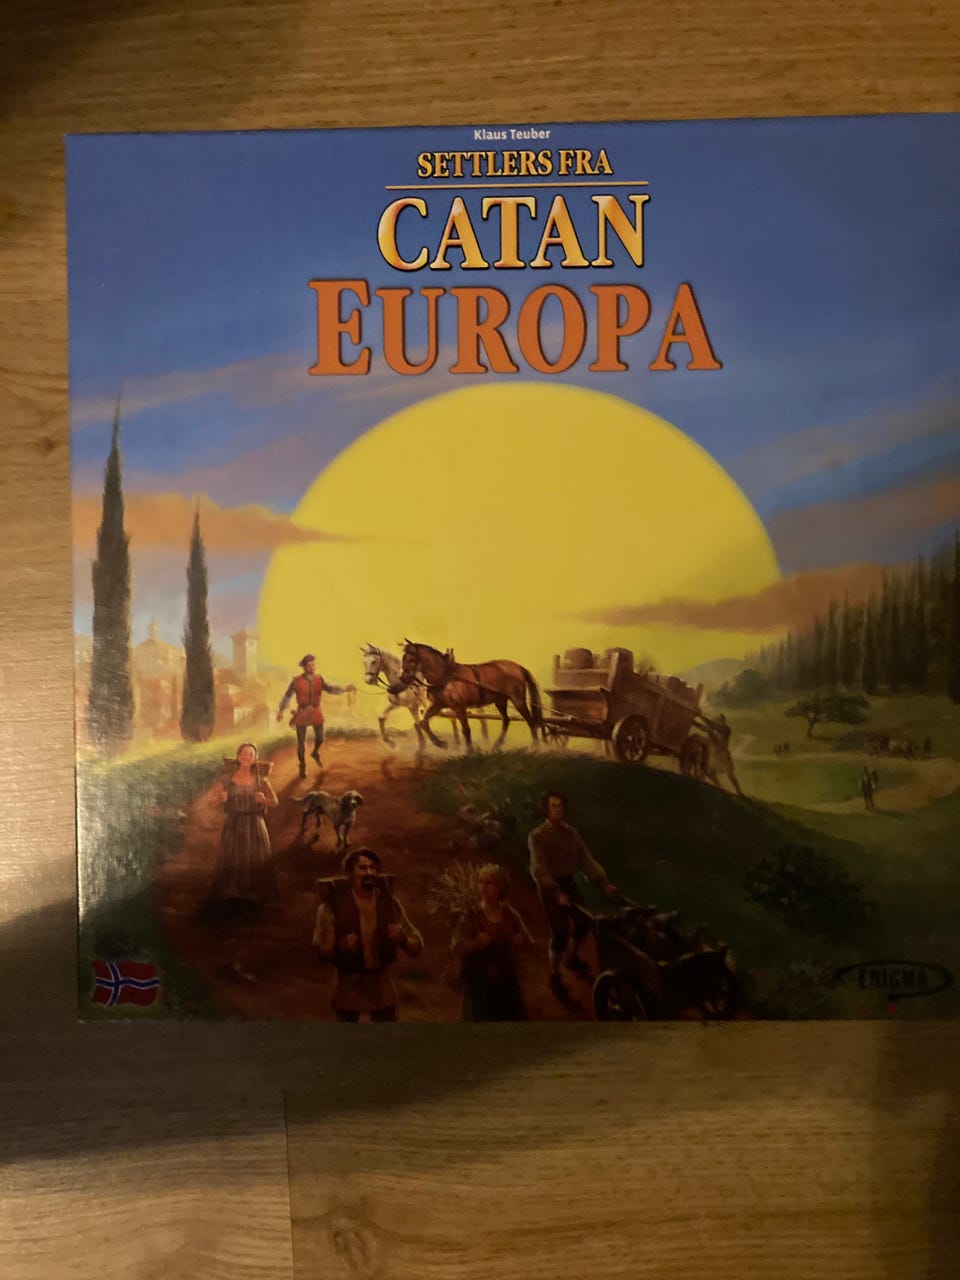 Klaus Teuber
SETTLERS FRA
CATAN
EUROPA
ENIGMA